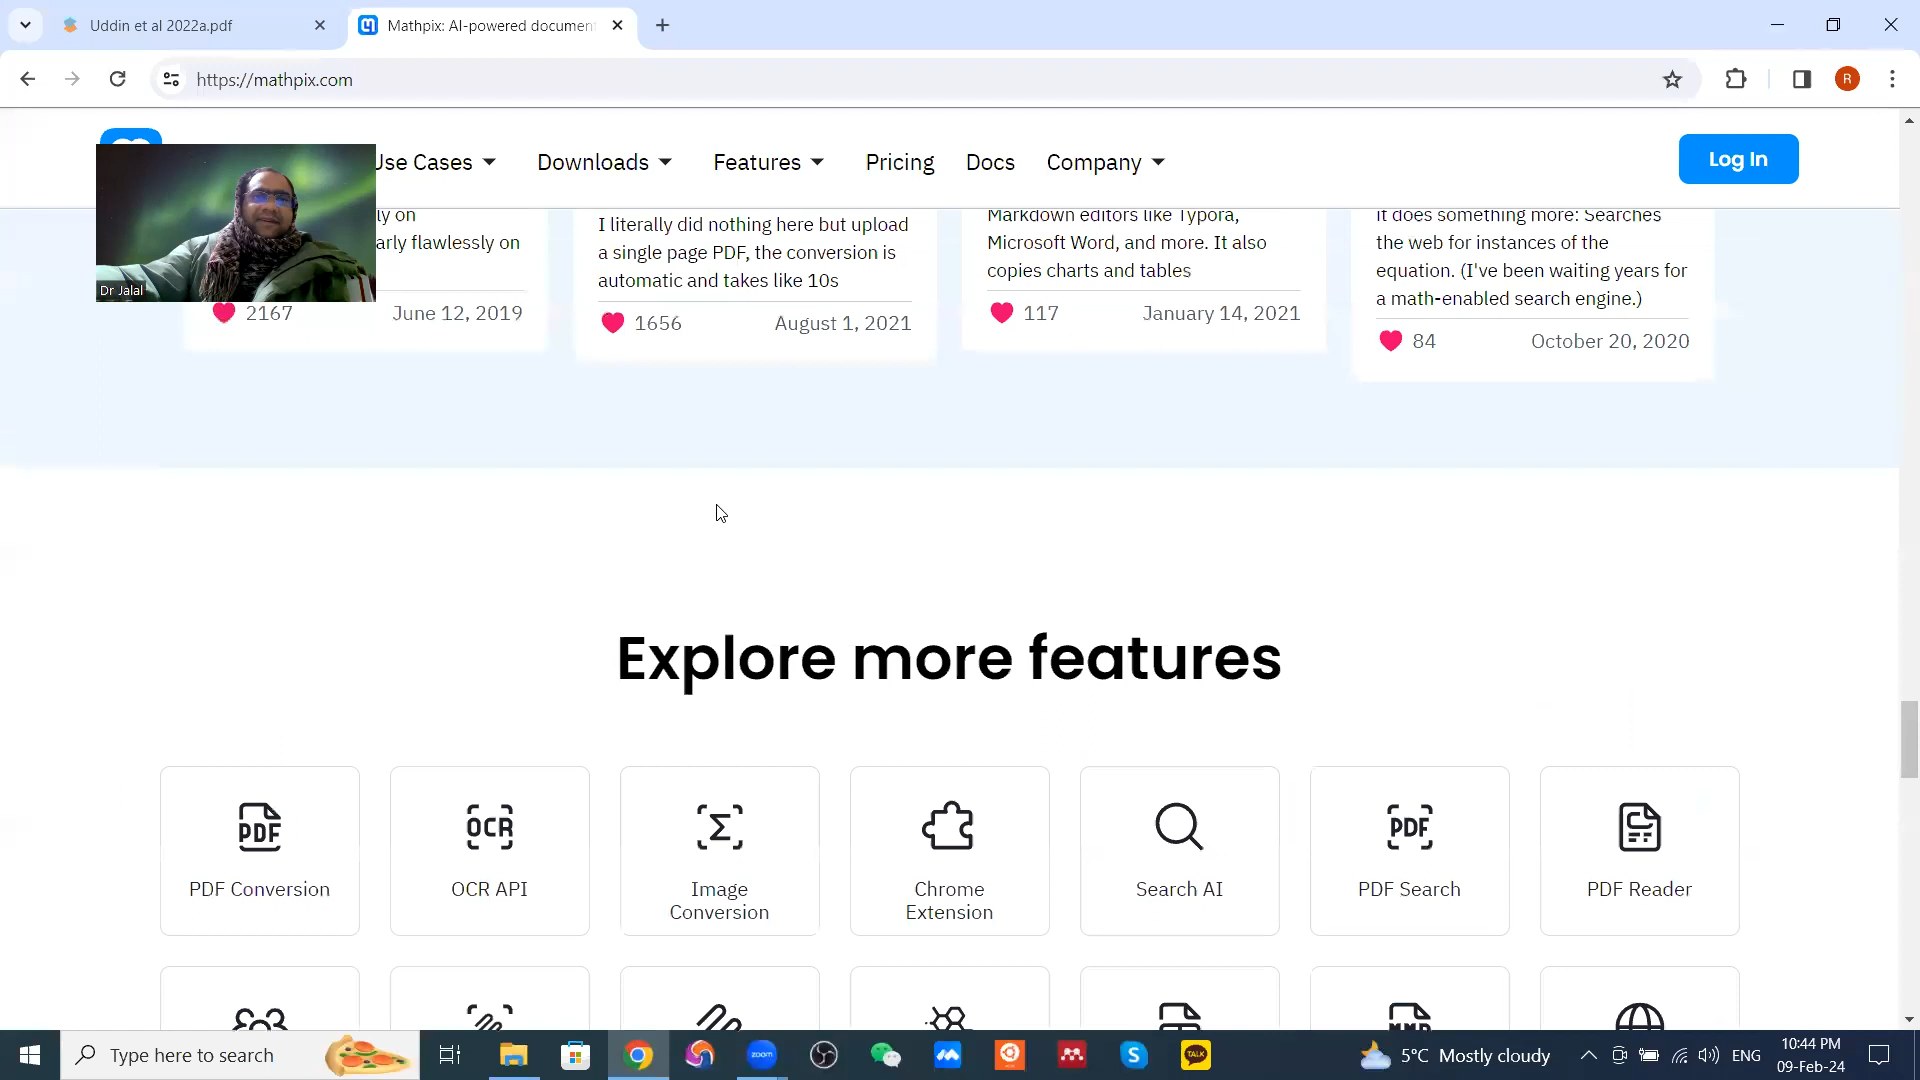 Uddin et al 2022a.pdf
Mathpix: AI-powered documen
https://mathpix.com
R
Use Cases
Downloads
Features
Pricing
Docs
Company
Log In
Dr Jalal
ly on
arly flawlessly on
2167
June 12, 2019
I literally did nothing here but upload
a single page PDF, the conversion is
automatic and takes like 10s
1656
August 1, 2021
Markdown editors like Typora,
Microsoft Word, and more. It also
copies charts and tables
117
January 14, 2021
it does something more: Searches
the web for instances of the
equation. (I've been waiting years for
a math-enabled search engine.)
84
October 20, 2020
Explore more features
PDF
PDF Conversion
OCR
OCR API
Σ
Image
Conversion
Chrome
Extension
Search AI
PDF
PDF Search
PDF Reader
Type here to search
zoom
TALK
5°C Mostly cloudy
ENG
10:44 PM
09-Feb-24